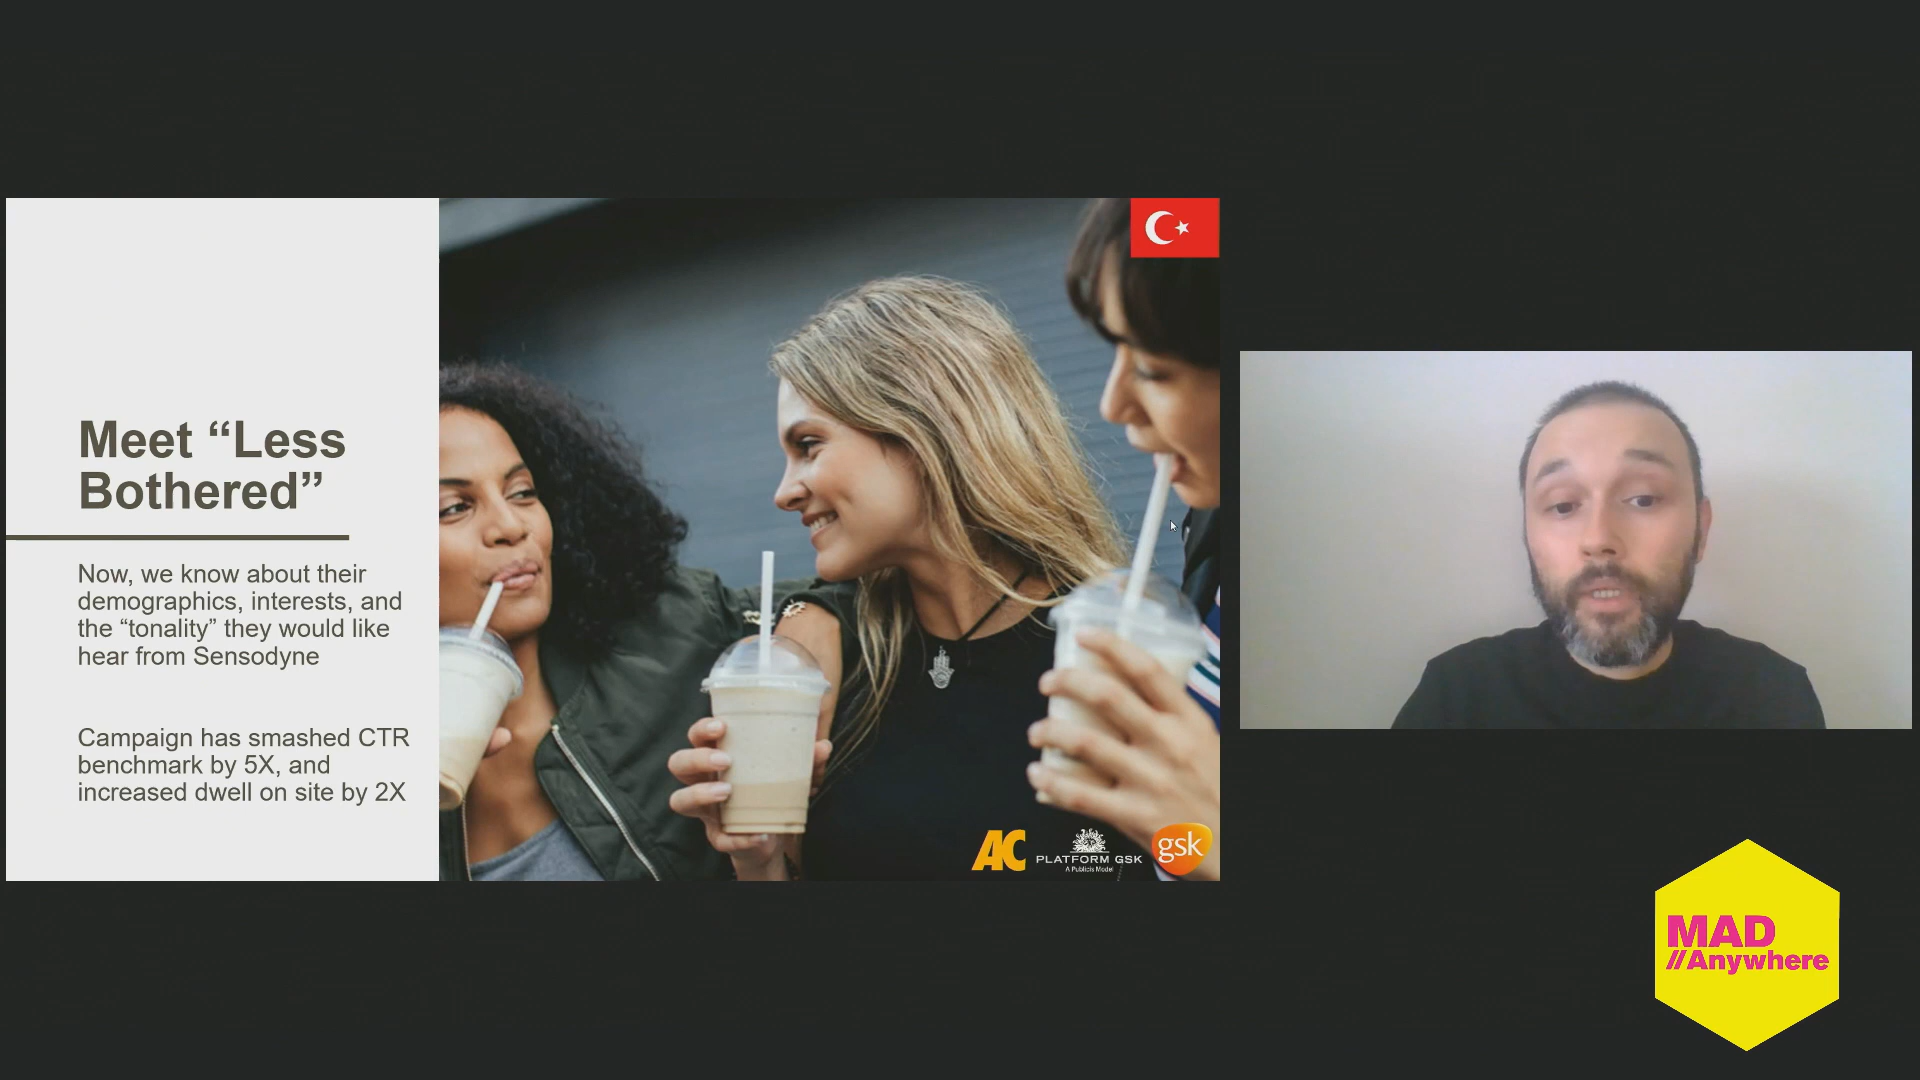 Meet “Less
Bothered”
Now, we know about their
demographics, interests, and
the “tonality” they would like
hear from Sensodyne
Campaign has smashed CTR
benchmark by 5X, and
increased dwell on site by 2X
AC
PLATFORM GSK
A Publicis Model
gsk
MAD
//Anywhere